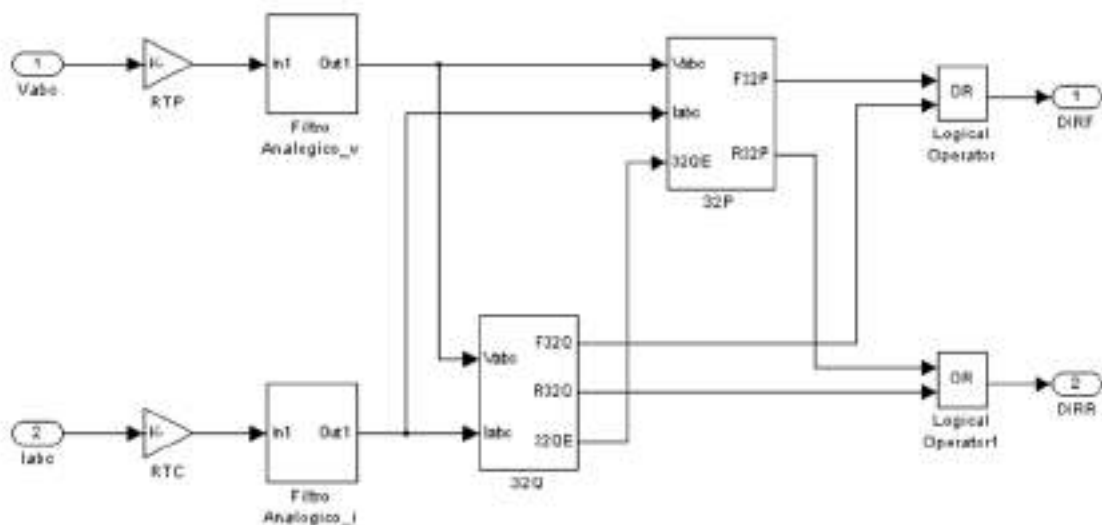 1
Vabc
K-
RTP
In1 Out1
Filtro
Analogico_v
Vabc
Iabc
32QE
F32P
R32P
32P
OR
Logical
Operator
1
DIRF
2
Iabc
K-
RTC
In1 Out1
Filtro
Analogico_i
Vabc
Iabc
F32Q
R32Q
32QE
32Q
OR
Logical
Operator1
2
DIRR